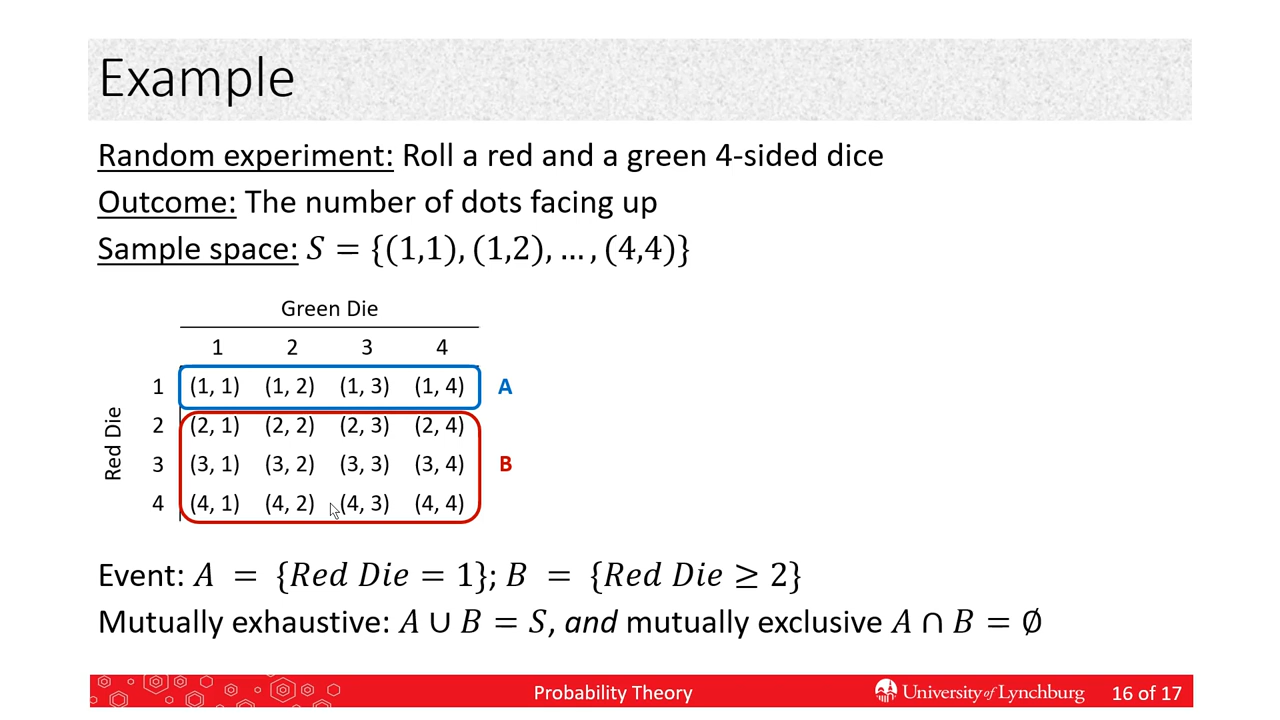 Example
Random experiment: Roll a red and a green 4-sided dice
Outcome: The number of dots facing up
Sample space: S = {(1,1), (1,2), … , (4,4)}
Green Die
1 2 3 4
Red Die
1 (1, 1) (1, 2) (1, 3) (1, 4) A
2 (2, 1) (2, 2) (2, 3) (2, 4)
3 (3, 1) (3, 2) (3, 3) (3, 4) B
4 (4, 1) (4, 2) (4, 3) (4, 4)
Event: A = {Red Die = 1}; B = {Red Die ≥ 2}
Mutually exhaustive: A ∪ B = S, and mutually exclusive A ∩ B = ∅
Probability Theory University of Lynchburg 16 of 17